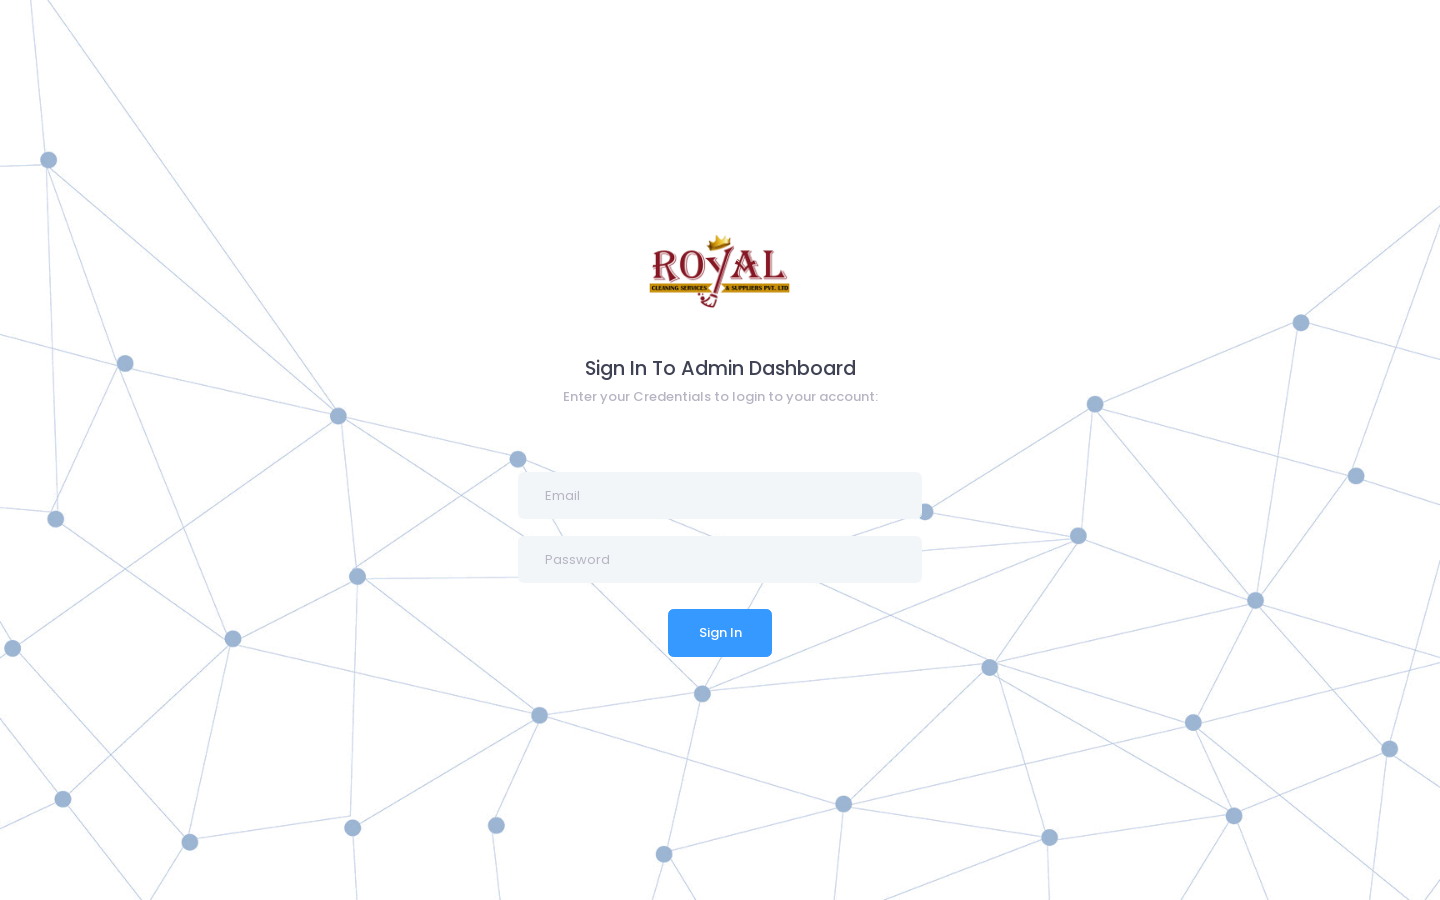 ROYAL
CLEANING SERVICES & SUPPLIERS PVT. LTD
Sign In To Admin Dashboard
Enter your Credentials to login to your account:
Email
Password
Sign In